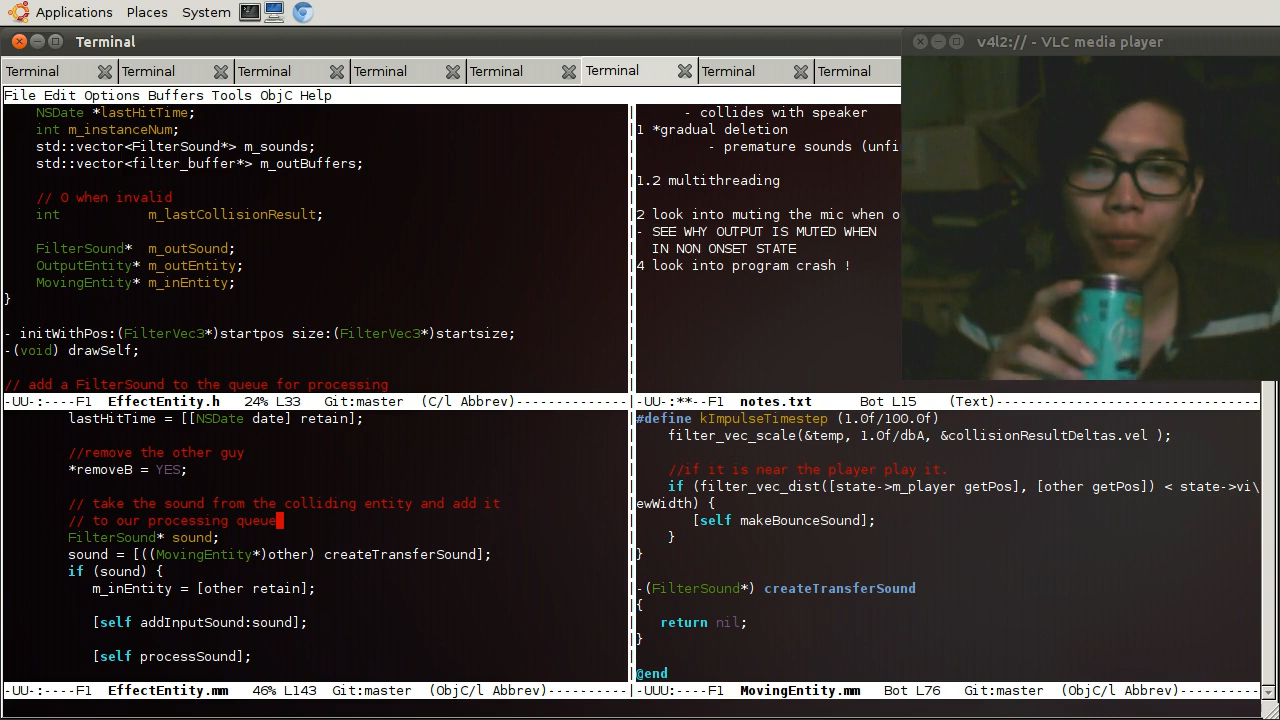 Applications Places System
Terminal
v4l2:// - VLC media player
Terminal Terminal Terminal Terminal Terminal Terminal Terminal Terminal
File Edit Options Buffers Tools ObjC Help
NSDate *lastHitTime;
int m_instanceNum;
std::vector<FilterSound*> m_sounds;
std::vector<filter_buffer*> m_outBuffers;
// 0 when invalid
int m_lastCollisionResult;
FilterSound* m_outSound;
OutputEntity* m_outEntity;
MovingEntity* m_inEntity;
}
- initWithPos:(FilterVec3*)startpos size:(FilterVec3*)startsize;
-(void) drawSelf;
// add a FilterSound to the queue for processing
-UU-:----F1 EffectEntity.h 24% L33 Git:master (C/l Abbrev)--------------
- collides with speaker
1 *gradual deletion
- premature sounds (unfi
1.2 multithreading
2 look into muting the mic when o
- SEE WHY OUTPUT IS MUTED WHEN
IN NON ONSET STATE
4 look into program crash !
-UU-:**--F1 notes.txt Bot L15 (Text)----------------------------------
lastHitTime = [[NSDate date] retain];
//remove the other guy
*removeB = YES;
// take the sound from the colliding entity and add it
// to our processing queue
FilterSound* sound;
sound = [((MovingEntity*)other) createTransferSound];
if (sound) {
m_inEntity = [other retain];
[self addInputSound:sound];
[self processSound];
-UU-:----F1 EffectEntity.mm 46% L143 Git:master (ObjC/l Abbrev)----------
#define kImpulseTimestep (1.0f/100.0f)
filter_vec_scale(&temp, 1.0f/dbA, &collisionResultDeltas.vel );
//if it is near the player play it.
if (filter_vec_dist([state->m_player getPos], [other getPos]) < state->vi\
ewWidth) {
[self makeBounceSound];
}
}
-(FilterSound*) createTransferSound
{
return nil;
}
@end
-UUU:----F1 MovingEntity.mm Bot L76 Git:master (ObjC/l Abbrev)----------